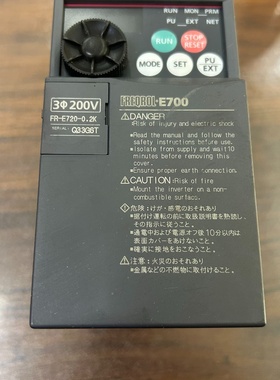 RUN MON PRM
PU EXT NET
RUN
STOP
RESET
MODE
SET
PU
EXT
3Φ200V
FR-E720-0.2K
SERIAL: Q33G8T
FREQROL-E700
⚠DANGER
:Risk of injury and electric shock
●Read the manual and follow the
safety instructions before use.
●Isolate from supply and wait 10
minutes before removing this cover.
●Ensure proper earth connection.
⚠CAUTION :Risk of fire
●Mount the inverter on a non-
combustible surface.
危険:けが・感電のおそれあり
●据付け運転の前に取扱説明書を熟読し、
その指示に従うこと。
●通電中および電源オフ後10分以内は
表面カバーをあけないこと。
●確実に接地をおこなうこと。
⚠注意:火災のおそれあり
●金属などの不燃物に取付けること。